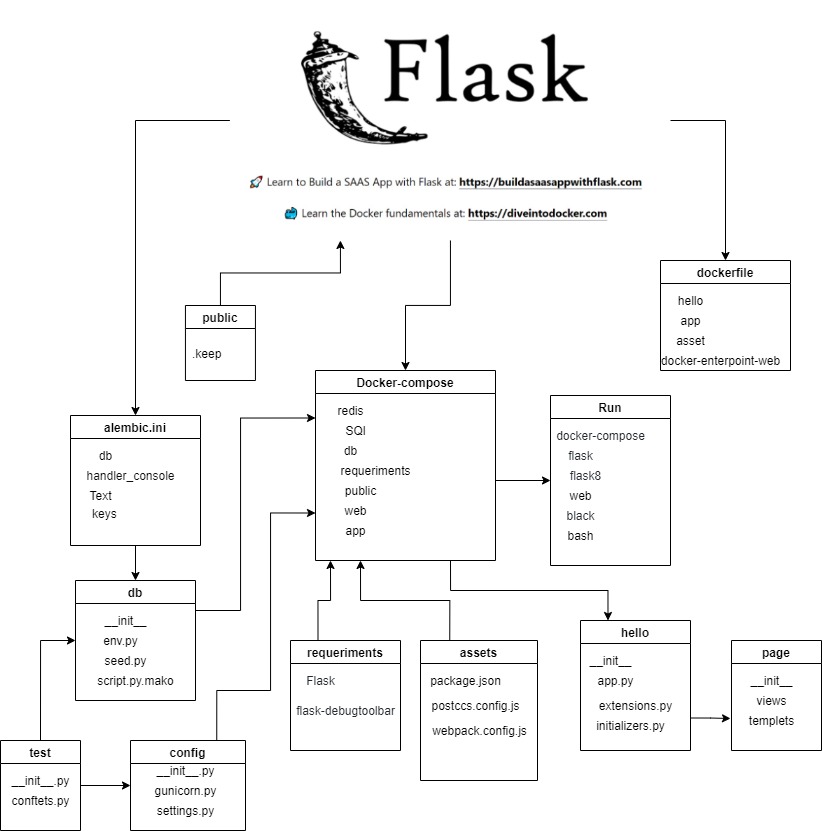 Flask
Learn to Build a SAAS App with Flask at: https://buildasaasappwithflask.com
Learn the Docker fundamentals at: https://diveintodocker.com
dockerfile
hello
app
asset
docker-enterpoint-web
public
.keep
Docker-compose
redis
SQl
db
requeriments
public
web
app
Run
docker-compose
flask
flask8
web
black
bash
alembic.ini
db
handler_console
Text
keys
db
__init__
env.py
seed.py
script.py.mako
requeriments
Flask
flask-debugtoolbar
assets
package.json
postccs.config.js
webpack.config.js
hello
__init__
app.py
extensions.py
initializers.py
page
__init__
views
templets
test
__init__.py
conftets.py
config
__init__.py
gunicorn.py
settings.py